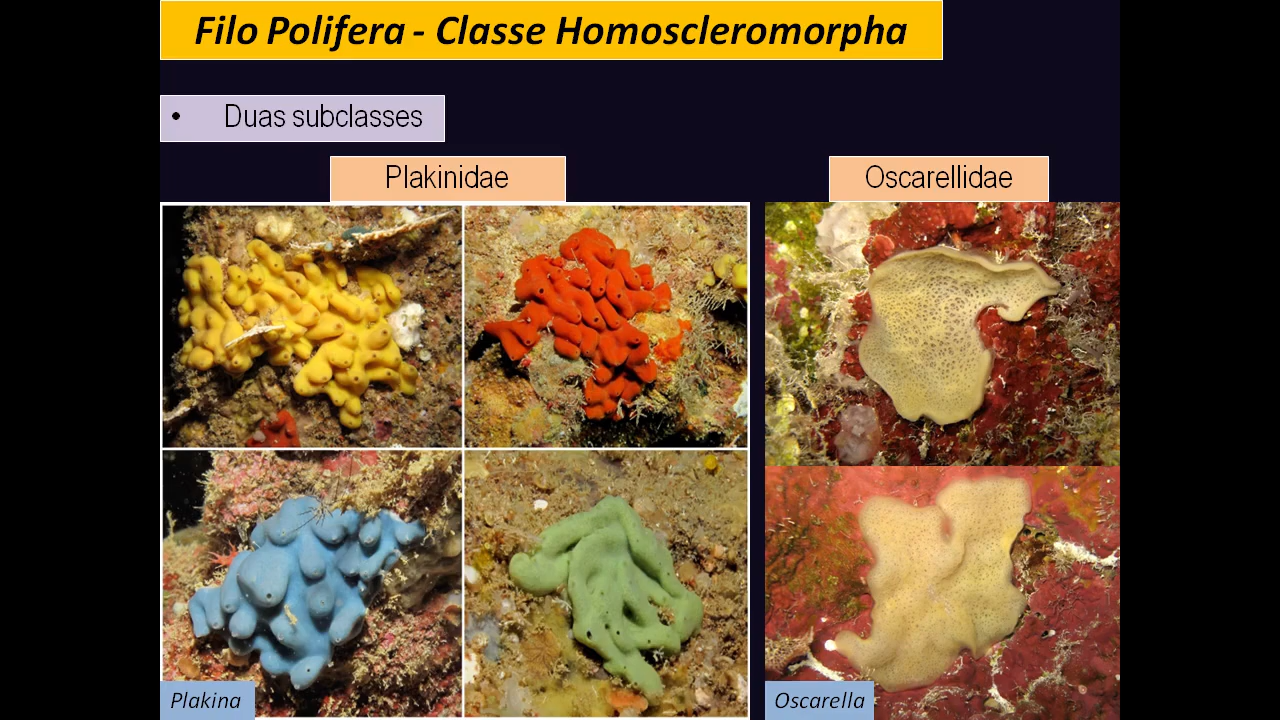 Filo Polifera - Classe Homoscleromorpha
• Duas subclasses
Plakinidae
Oscarellidae
Plakina
Oscarella